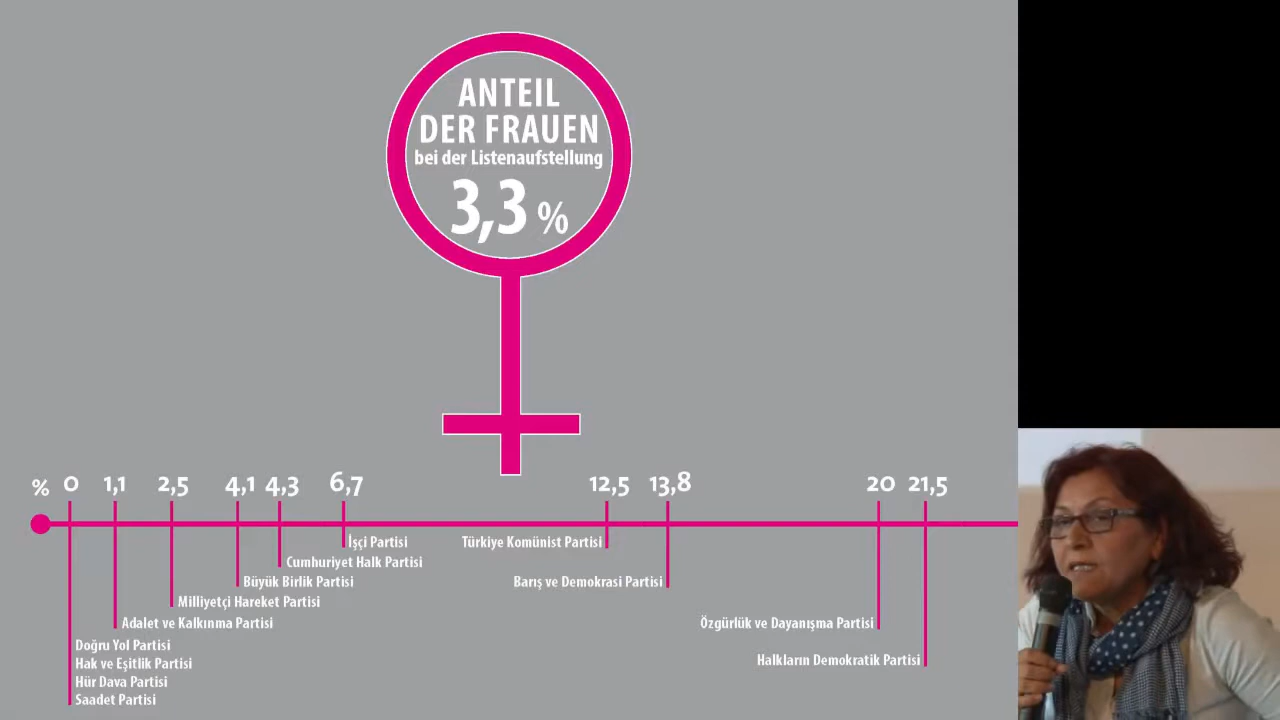 ANTEIL
DER FRAUEN
bei der Listenaufstellung
3,3 %
% 0 1,1 2,5 4,1 4,3 6,7 12,5 13,8 20 21,5
İşçi Partisi
Türkiye Komünist Partisi
Cumhuriyet Halk Partisi
Büyük Birlik Partisi
Barış ve Demokrasi Partisi
Milliyetçi Hareket Partisi
Adalet ve Kalkınma Partisi
Özgürlük ve Dayanışma Partisi
Doğru Yol Partisi
Halkların Demokratik Partisi
Hak ve Eşitlik Partisi
Hür Dava Partisi
Saadet Partisi